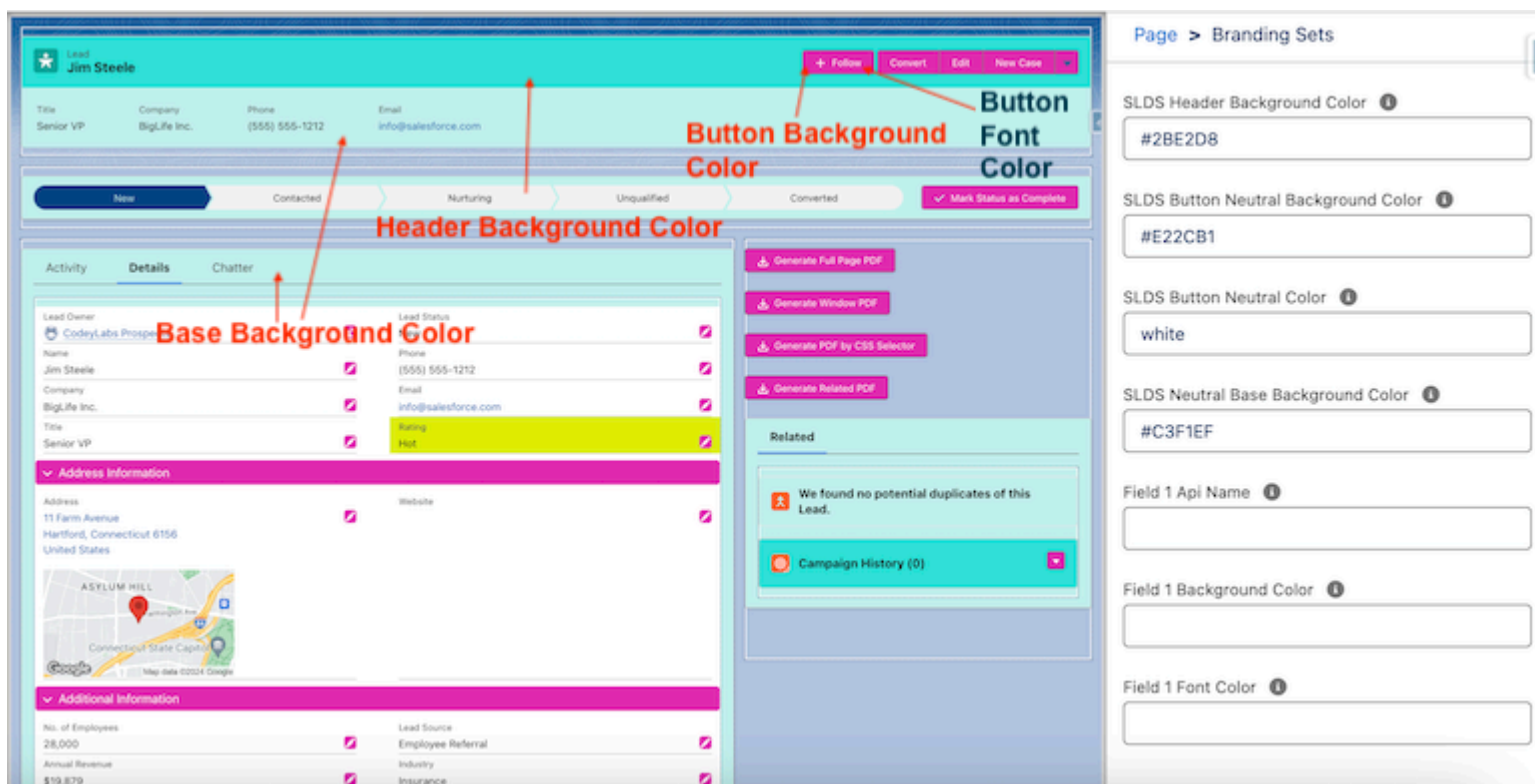 Lead
Jim Steele
+ Follow
Convert
Edit
New Case
Title
Company
Phone
Email
Senior VP
BigLife Inc.
(555) 555-1212
info@salesforce.com
Button Background
Color
Button
Font
Color
New
Contacted
Nurturing
Unqualified
Converted
Mark Status as Complete
Header Background Color
Activity
Details
Chatter
Base Background Color
Lead Owner
Lead Status
CodeyLabs
Name
Phone
Jim Steele
(555) 555-1212
Company
Email
BigLife Inc.
info@salesforce.com
Title
Rating
Senior VP
Hot
Address Information
Address
Website
11 Farm Avenue
Hartford, Connecticut 6156
United States
ASYLUM HILL
Connecticut State Capitol
Google
Map data ©2024 Google
Additional Information
No. of Employees
Lead Source
28,000
Employee Referral
Annual Revenue
Industry
$19,879
Insurance
Generate Full Page PDF
Generate Window PDF
Generate PDF by CSS Selector
Generate Related PDF
Related
We found no potential duplicates of this
Lead.
Campaign History (0)
Page > Branding Sets
SLDS Header Background Color
#2BE2D8
SLDS Button Neutral Background Color
#E22CB1
SLDS Button Neutral Color
white
SLDS Neutral Base Background Color
#C3F1EF
Field 1 Api Name
Field 1 Background Color
Field 1 Font Color